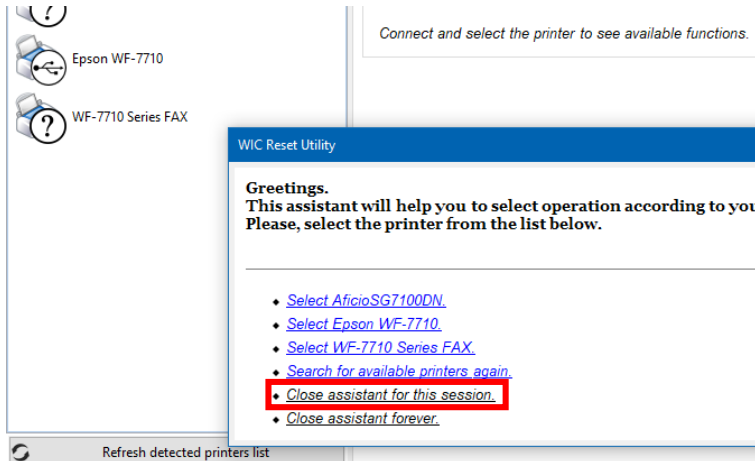 Connect and select the printer to see available functions.
Epson WF-7710
WF-7710 Series FAX
WIC Reset Utility
Greetings.
This assistant will help you to select operation according to you
Please, select the printer from the list below.
Select AficioSG7100DN.
Select Epson WF-7710.
Select WF-7710 Series FAX.
Search for available printers again.
Close assistant for this session.
Close assistant forever.
Refresh detected printers list